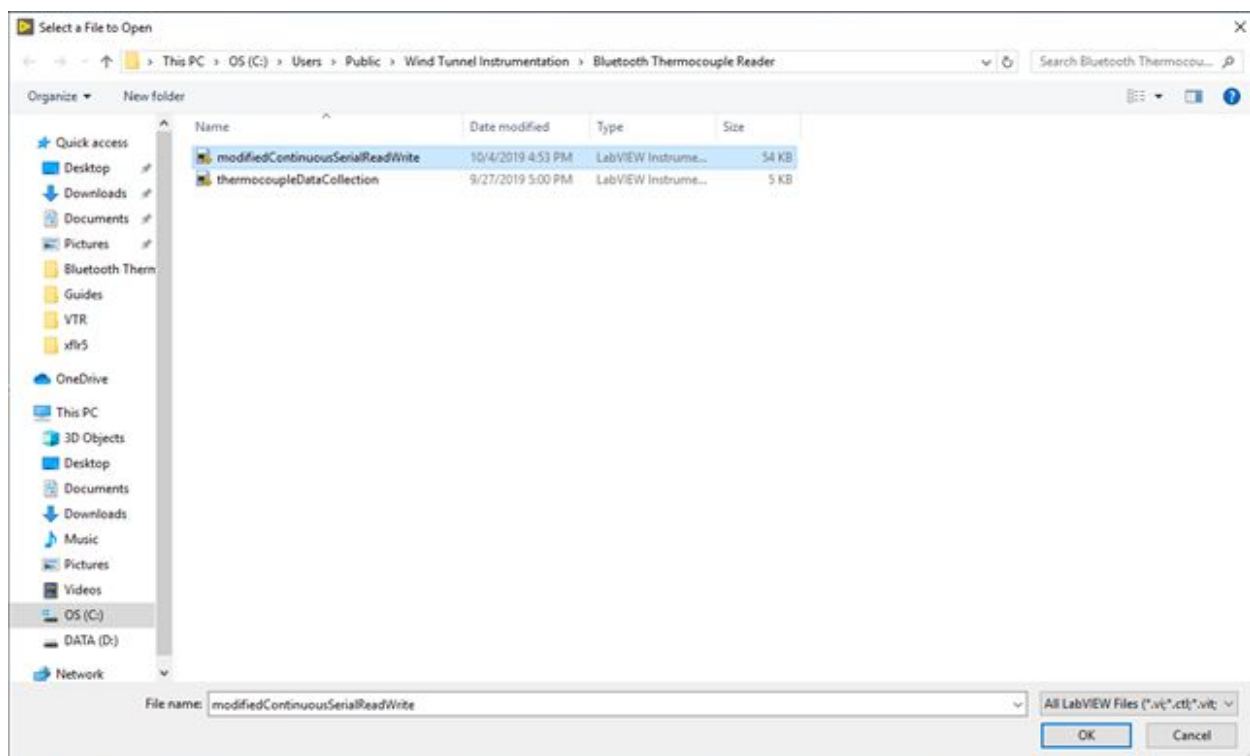 Select a File to Open
This PC > OS (C:) > Users > Public > Wind Tunnel Instrumentation > Bluetooth Thermocouple Reader
Search Bluetooth Thermocou...
Organize New folder
Name Date modified Type Size
modifiedContinuousSerialReadWrite 10/4/2019 4:53 PM LabVIEW Instrume... 54 KB
thermocoupleDataCollection 9/27/2019 5:00 PM LabVIEW Instrume... 5 KB
Quick access
Desktop
Downloads
Documents
Pictures
Bluetooth Therm
Guides
VTR
xflr5
OneDrive
This PC
3D Objects
Desktop
Documents
Downloads
Music
Pictures
Videos
OS (C:)
DATA (D:)
Network
File name: modifiedContinuousSerialReadWrite
All LabVIEW Files (*.vi;*.ctl;*.vit;
OK Cancel